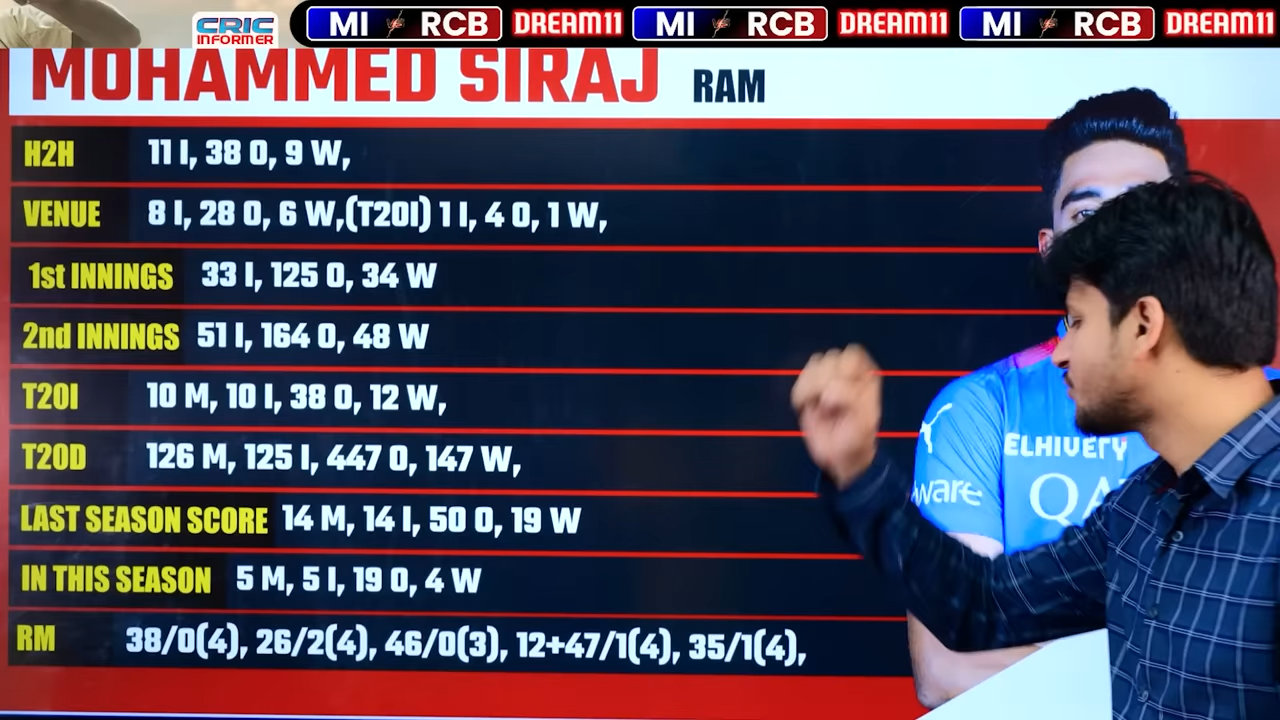 CRIC
INFORMER
MI VS RCB DREAM11 MI VS RCB DREAM11 MI VS RCB DREAM11
MOHAMMED SIRAJ RAM
H2H 11 I, 38 O, 9 W,
VENUE 8 I, 28 O, 6 W,(T20I) 1 I, 4 O, 1 W,
1st INNINGS 33 I, 125 O, 34 W
2nd INNINGS 51 I, 164 O, 48 W
T20I 10 M, 10 I, 38 O, 12 W,
T20D 126 M, 125 I, 447 O, 147 W,
ELHIVERY
ware QA
LAST SEASON SCORE 14 M, 14 I, 50 O, 19 W
IN THIS SEASON 5 M, 5 I, 19 O, 4 W
RM 38/0(4), 26/2(4), 46/0(3), 12+47/1(4), 35/1(4),